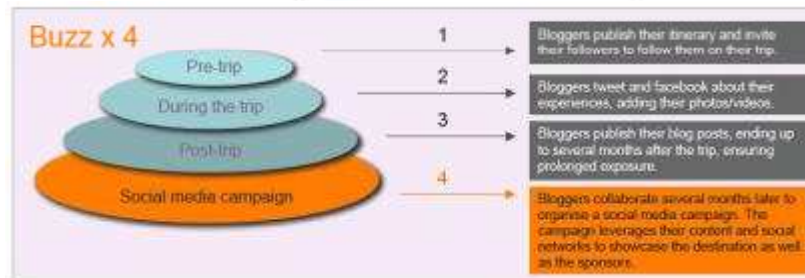 Buzz x 4
Pre-trip
1
Bloggers publish their itinerary and invite
their followers to follow them on their trip.
During the trip
2
Bloggers tweet and facebook about their
experiences, adding their photos/videos.
Post-trip
3
Bloggers publish their blog posts, ending up
to several months after the trip, ensuring
prolonged exposure.
Social media campaign
4
Bloggers collaborate several months later to
organise a social media campaign. The
campaign leverages their content and social
networks to showcase the destination as well
as the sponsors.